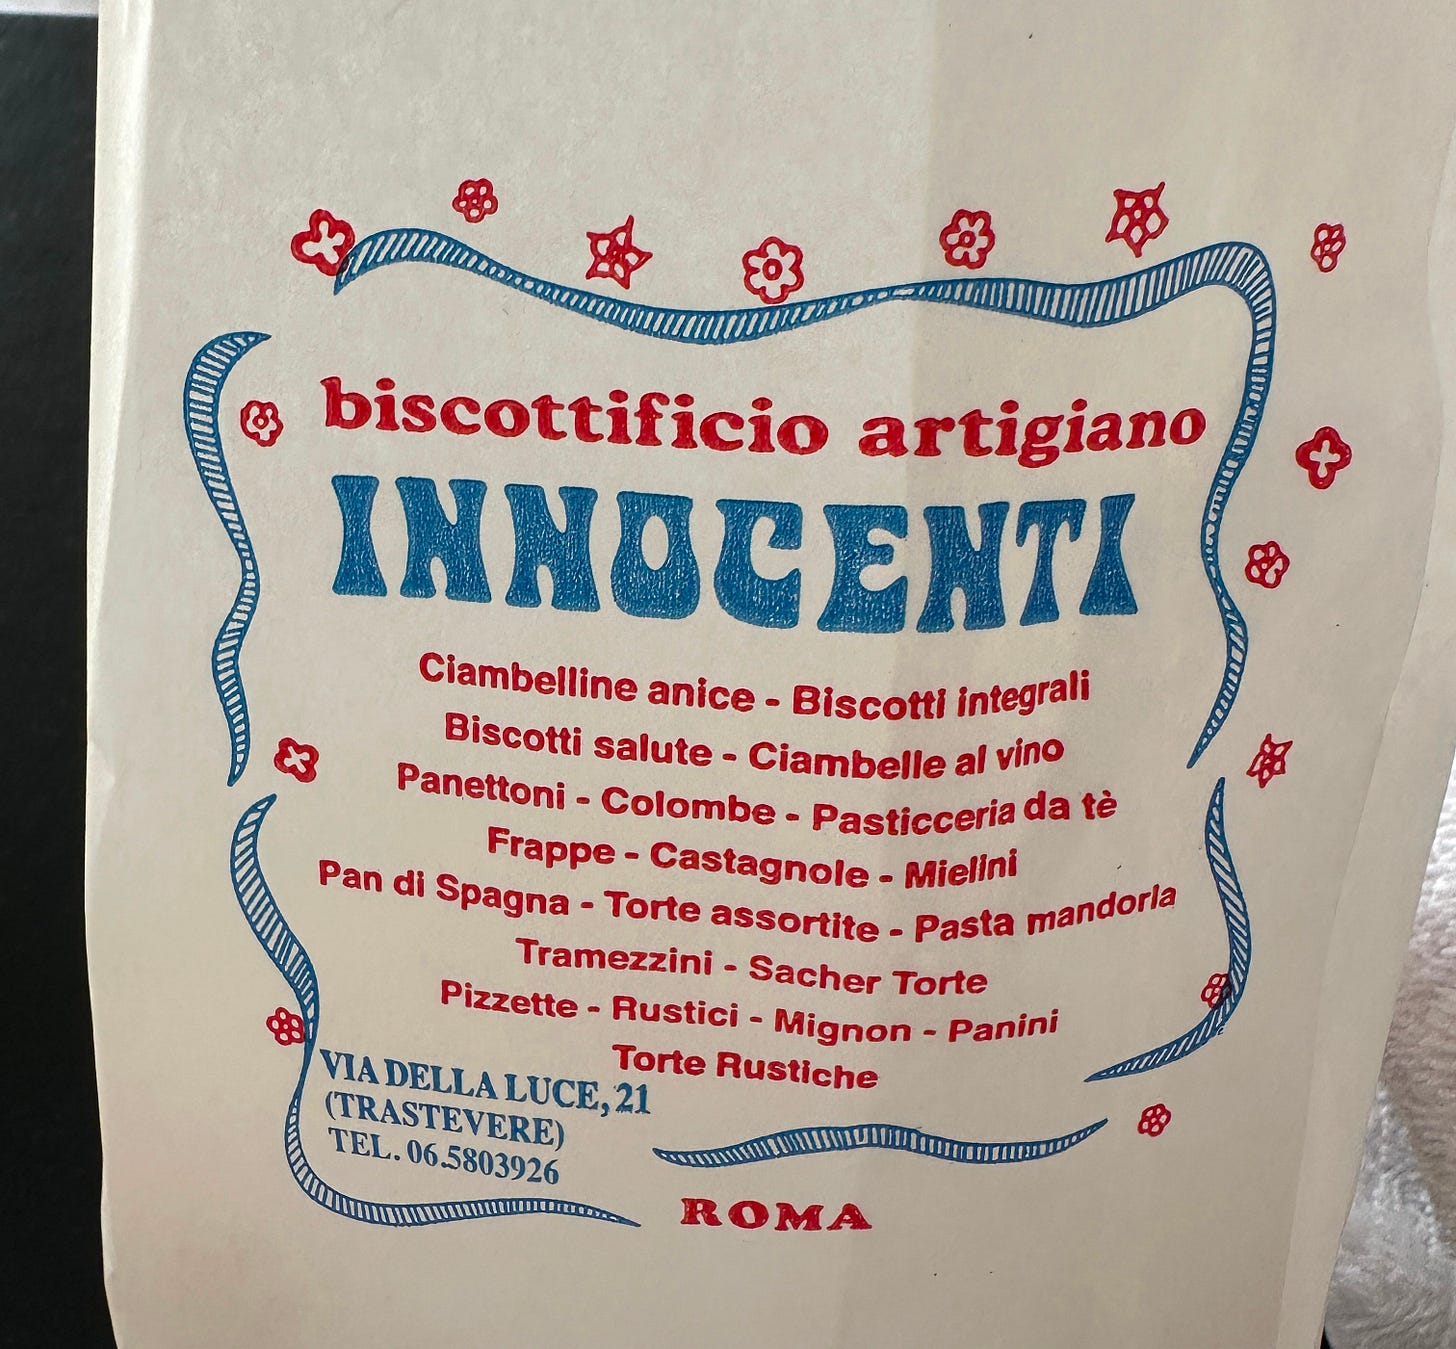 biscottificio artigiano
INNOCENTI
Ciambelline anice - Biscotti integrali
Biscotti salute - Ciambelle al vino
Panettoni - Colombe - Pasticceria da tè
Frappe - Castagnole - Mielini
Pan di Spagna - Torte assortite - Pasta mandorla
Tramezzini - Sacher Torte
Pizzette - Rustici - Mignon - Panini
Torte Rustiche
VIA DELLA LUCE, 21
(TRASTEVERE)
TEL. 06.5803926
ROMA